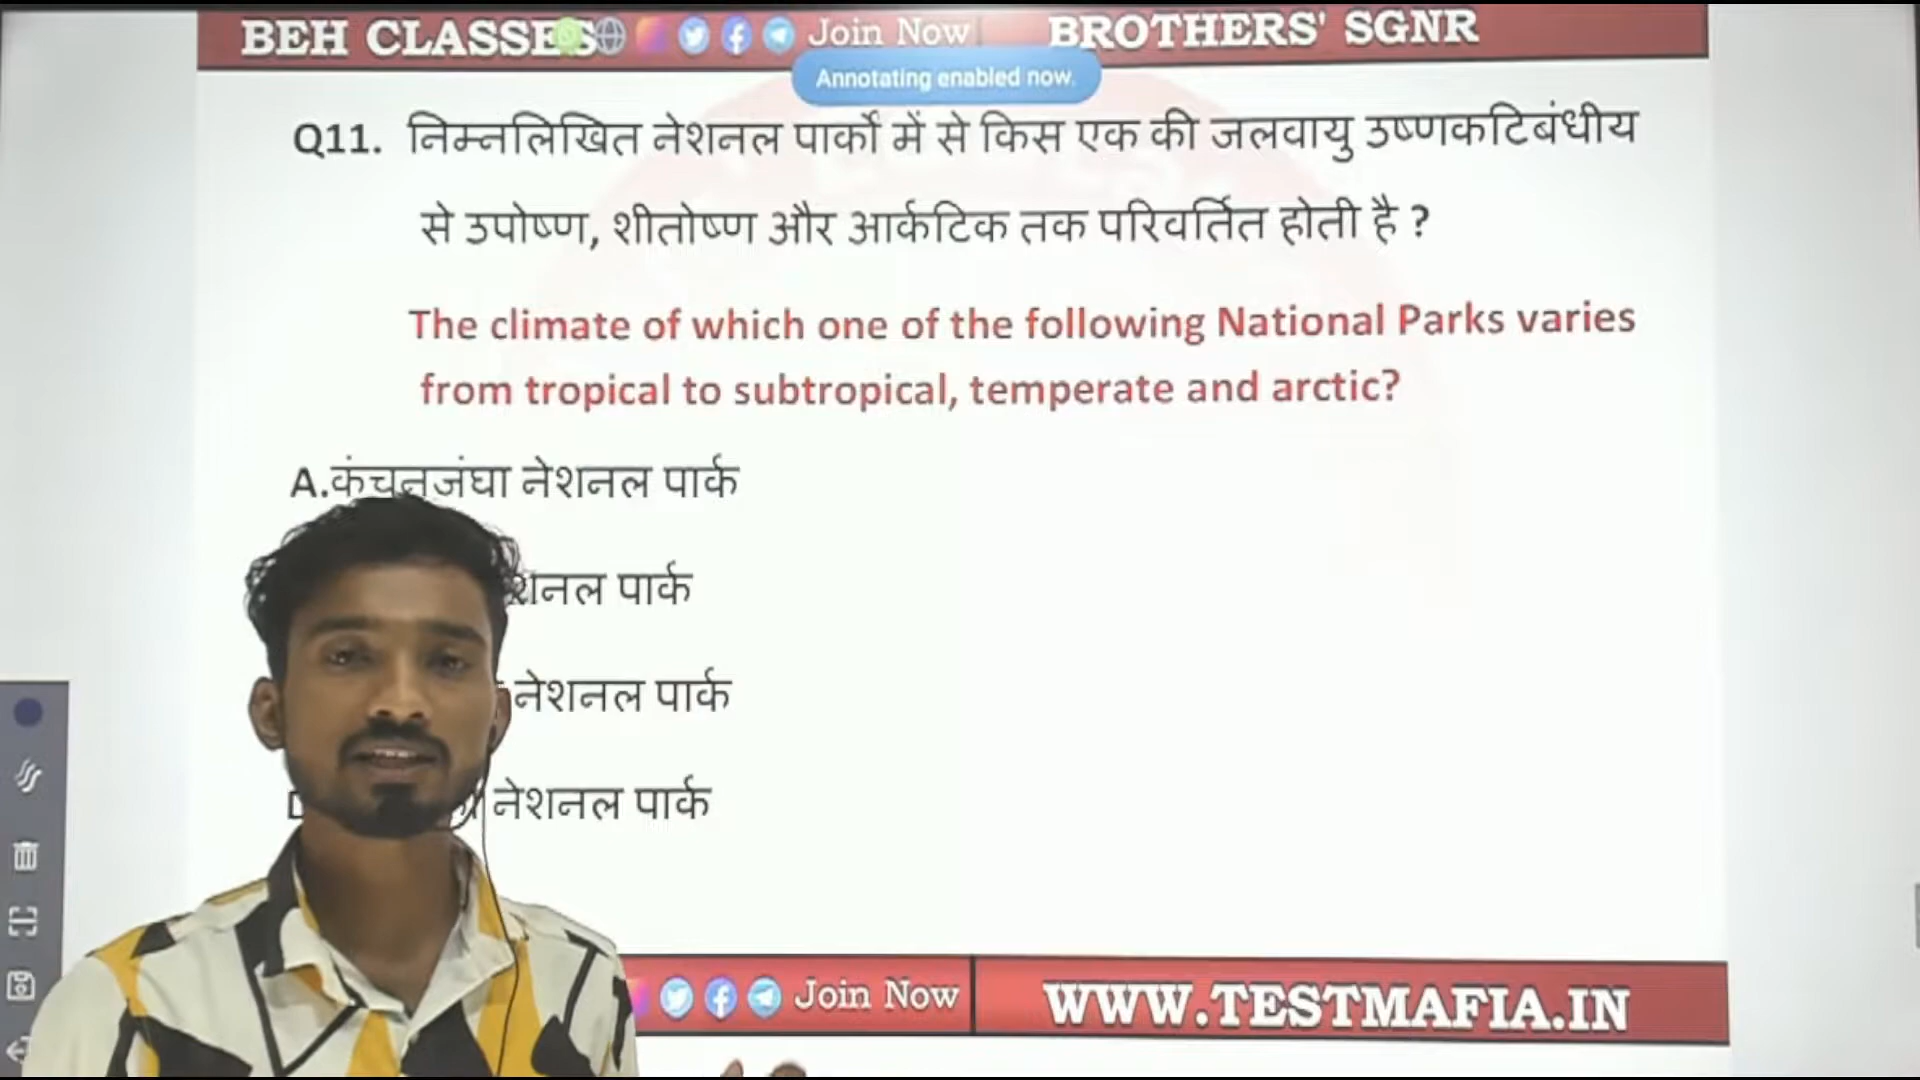 BEH CLASSES Join Now BROTHERS' SGNR
Annotating enabled now.
Q11. निम्नलिखित नेशनल पार्कों में से किस एक की जलवायु उष्णकटिबंधीय
से उपोष्ण, शीतोष्ण और आर्कटिक तक परिवर्तित होती है ?
The climate of which one of the following National Parks varies
from tropical to subtropical, temperate and arctic?
A.कंचनजंघा नेशनल पार्क
पार्क
नेशनल पार्क
नेशनल पार्क
Join Now WWW.TESTMAFIA.IN